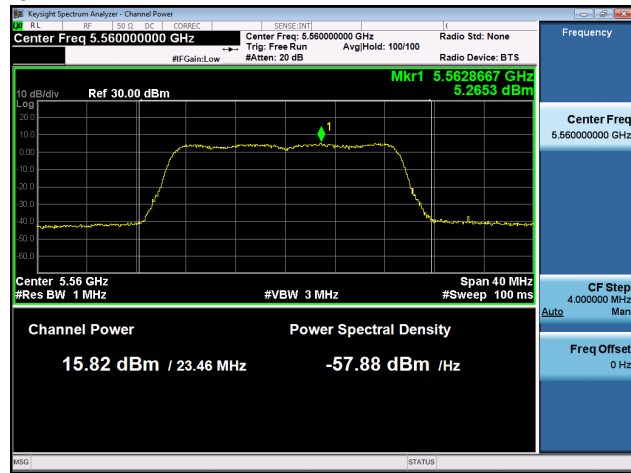 Keysight Spectrum Analyzer - Channel Power
RL RF 50 Ω DC CORREC SENSE:INT
Center Freq 5.560000000 GHz
Center Freq: 5.560000000 GHz
Radio Std: None
Trig: Free Run Avg|Hold: 100/100
#IFGain:Low
#Atten: 20 dB
Radio Device: BTS
Mkr1 5.5628667 GHz
5.2653 dBm
10 dB/div Ref 30.00 dBm
Log
20.0
10.0
0.00
-10.0
-20.0
-30.0
-40.0
-50.0
-60.0
1
Center 5.56 GHz
Span 40 MHz
#Res BW 1 MHz
#VBW 3 MHz
#Sweep 100 ms
Channel Power
Power Spectral Density
15.82 dBm / 23.46 MHz
-57.88 dBm /Hz
MSG
STATUS
Frequency
Center Freq
5.560000000 GHz
CF Step
4.000000 MHz
Auto Man
Freq Offset
0 Hz